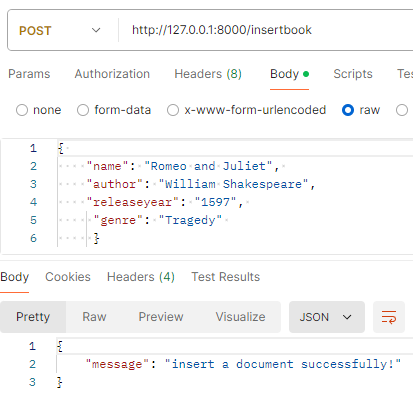 POST http://127.0.0.1:8000/insertbook
Params Authorization Headers (8) Body Scripts Te
none form-data x-www-form-urlencoded raw
1 {
2 "name": "Romeo and Juliet",
3 "author": "William Shakespeare",
4 "releaseyear": "1597",
5 "genre": "Tragedy"
6 }
Body Cookies Headers (4) Test Results
Pretty Raw Preview Visualize JSON
1 {
2 "message": "insert a document successfully!"
3 }